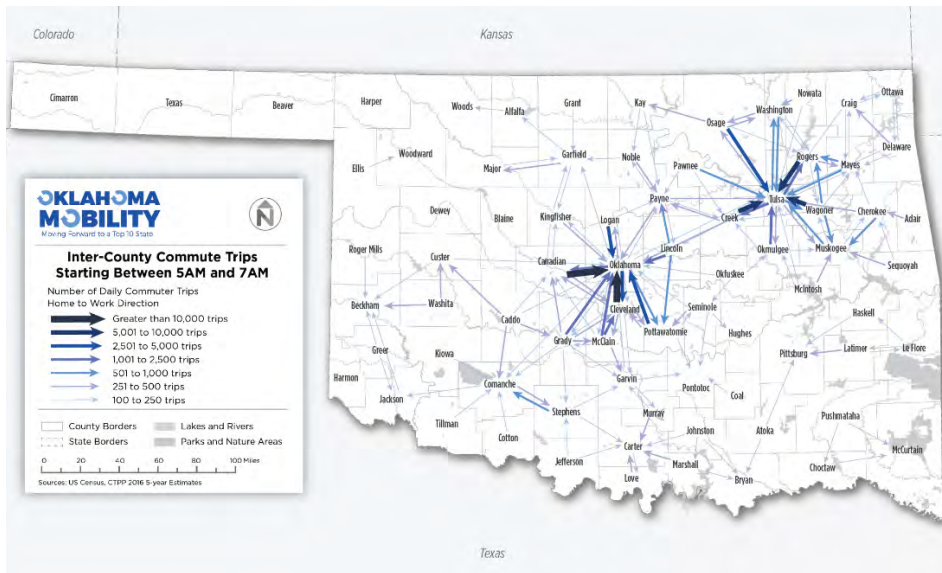 Colorado
Kansas
Cimarron
Texas
Beaver
Harper
Woods
Alfalfa
Grant
Kay
Nowata
Washington
Craig
Ottawa
Osage
Delaware
Woodward
Ellis
Major
Garfield
Noble
Pawnee
Rogers
Mayes
Payne
Tulsa
Dewey
Blaine
Kingfisher
Logan
Creek
Wagoner
Cherokee
Adair
Roger Mills
Custer
Canadian
Oklahoma
Lincoln
Okmulgee
Muskogee
Okfuskee
Sequoyah
McIntosh
Beckham
Washita
Caddo
Cleveland
Seminole
Grady
McClain
Pottawatomie
Hughes
Haskell
Greer
Kiowa
Pittsburg
Latimer
Le Flore
Harmon
Jackson
Comanche
Garvin
Pontotoc
Coal
Tillman
Cotton
Stephens
Murray
Johnston
Atoka
Pushmataha
McCurtain
Jefferson
Carter
Marshall
Love
Bryan
Choctaw
Texas
OKLAHOMA
MOBILITY
Moving Forward to a Top 10 State
N
Inter-County Commute Trips
Starting Between 5AM and 7AM
Number of Daily Commuter Trips
Home to Work Direction
Greater than 10,000 trips
5,001 to 10,000 trips
2,501 to 5,000 trips
1,001 to 2,500 trips
501 to 1,000 trips
251 to 500 trips
100 to 250 trips
County Borders
Lakes and Rivers
State Borders
Parks and Nature Areas
0 20 40 60 80 100 Miles
Sources: US Census, CTPP 2016 5-year Estimates